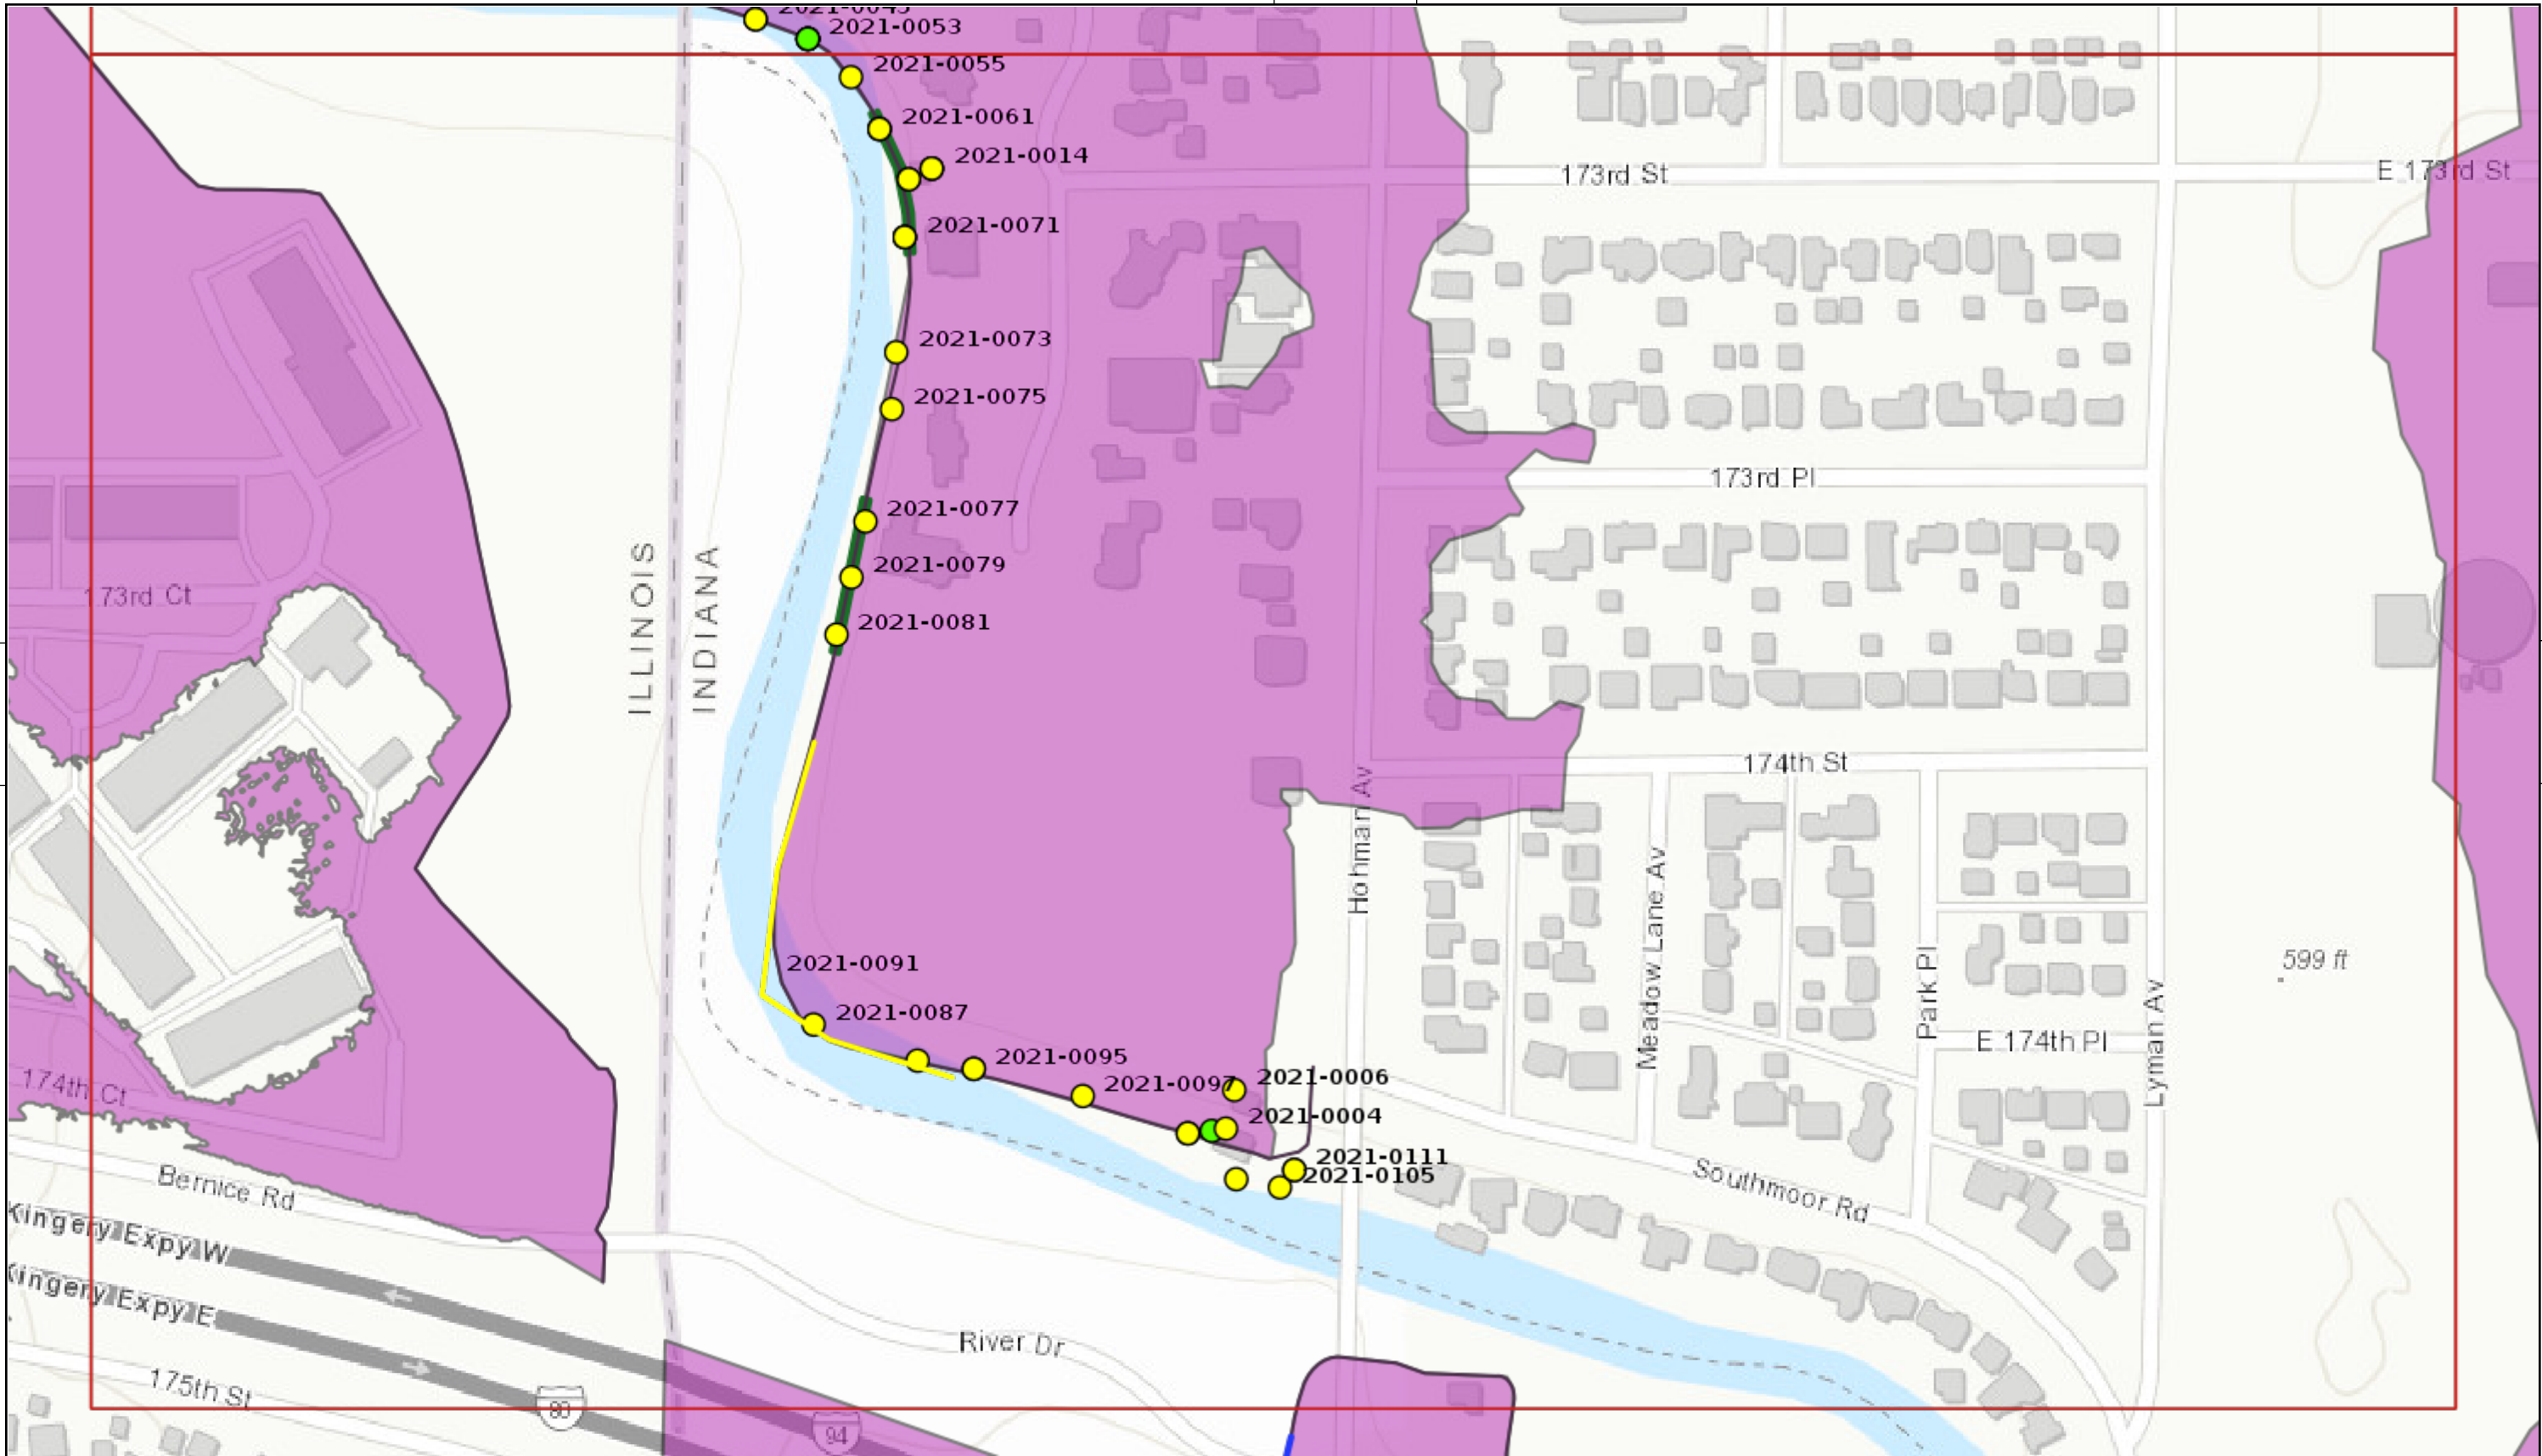 2021-0053
2021-0055
2021-0061
2021-0014
173rd St
E 173rd St
2021-0071
2021-0073
2021-0075
173rd Pl
2021-0077
2021-0079
173rd Ct
2021-0081
ILLINOIS
INDIANA
174th St
Hohman Av
Meadow Lane Av
Park Pl
Lyman Av
2021-0091
599 ft
2021-0087
E 174th Pl
2021-0095
2021-0097
2021-0006
174th Ct
2021-0004
2021-0111
2021-0105
Bernice Rd
Southmoor Rd
Kingery Expy W
Kingery Expy E
River Dr
175th St
80
94